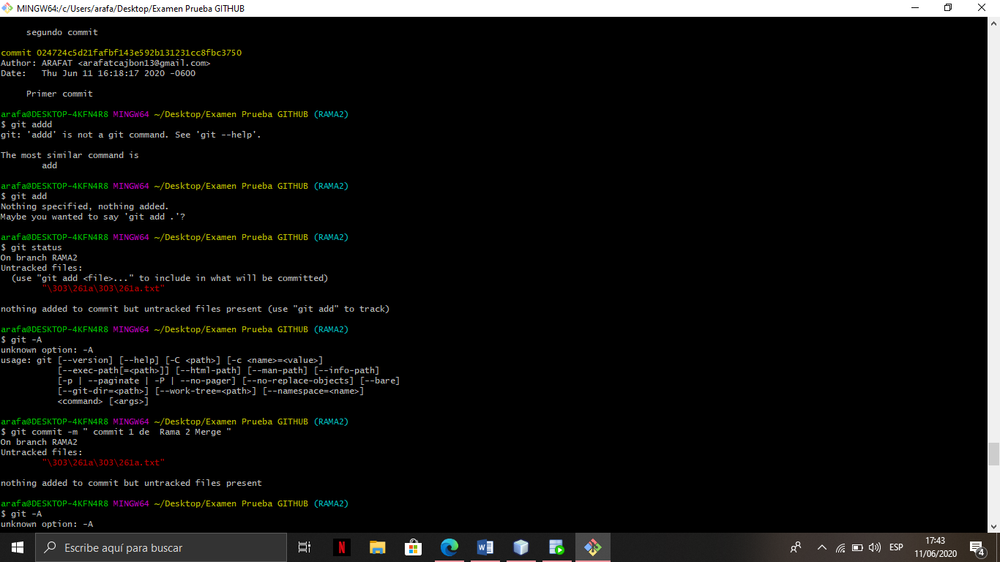 MINGW64:/c/Users/arafa/Desktop/Examen Prueba GITHUB
segundo commit
commit 024724c5d21fafbf143e592b131231cc8fbc3750
Author: ARAFAT <arafatcajbon13@gmail.com>
Date:   Thu Jun 11 16:18:17 2020 -0600
Primer commit
arafa@DESKTOP-4KFN4R8 MINGW64 ~/Desktop/Examen Prueba GITHUB (RAMA2)
$ git addd
git: 'addd' is not a git command. See 'git --help'.
The most similar command is
add
arafa@DESKTOP-4KFN4R8 MINGW64 ~/Desktop/Examen Prueba GITHUB (RAMA2)
$ git add
Nothing specified, nothing added.
Maybe you wanted to say 'git add .'?
arafa@DESKTOP-4KFN4R8 MINGW64 ~/Desktop/Examen Prueba GITHUB (RAMA2)
$ git status
On branch RAMA2
Untracked files:
(use "git add <file>..." to include in what will be committed)
"\303\261a\303\261a.txt"
nothing added to commit but untracked files present (use "git add" to track)
arafa@DESKTOP-4KFN4R8 MINGW64 ~/Desktop/Examen Prueba GITHUB (RAMA2)
$ git -A
unknown option: -A
usage: git [--version] [--help] [-C <path>] [-c <name>=<value>]
[--exec-path[=<path>]] [--html-path] [--man-path] [--info-path]
[-p | --paginate | -P | --no-pager] [--no-replace-objects] [--bare]
[--git-dir=<path>] [--work-tree=<path>] [--namespace=<name>]
<command> [<args>]
arafa@DESKTOP-4KFN4R8 MINGW64 ~/Desktop/Examen Prueba GITHUB (RAMA2)
$ git commit -m " commit 1 de  Rama 2 Merge "
On branch RAMA2
Untracked files:
"\303\261a\303\261a.txt"
nothing added to commit but untracked files present
arafa@DESKTOP-4KFN4R8 MINGW64 ~/Desktop/Examen Prueba GITHUB (RAMA2)
$ git -A
unknown option: -A
Escribe aquí para buscar
N
W
ESP
17:43
11/06/2020
4